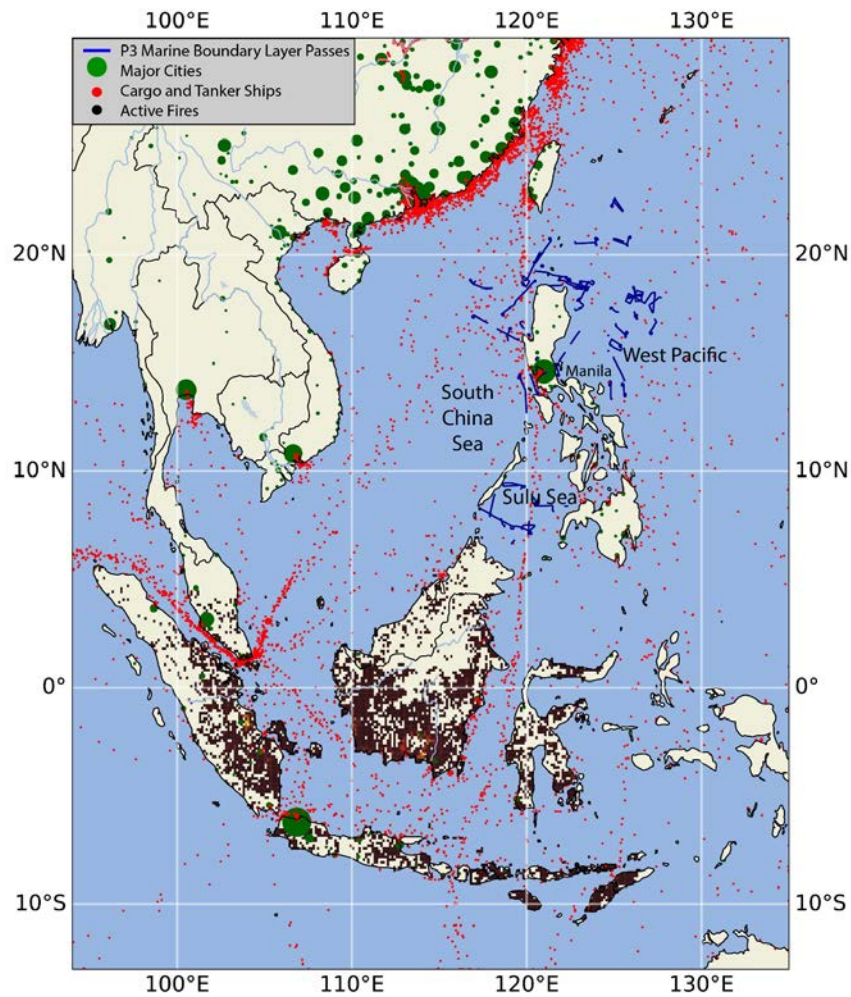 100°E 110°E 120°E 130°E
P3 Marine Boundary Layer Passes
Major Cities
Cargo and Tanker Ships
Active Fires
20°N 20°N
West Pacific
Manila
South
China
Sea
10°N 10°N
Sulu Sea
0° 0°
10°S 10°S
100°E 110°E 120°E 130°E